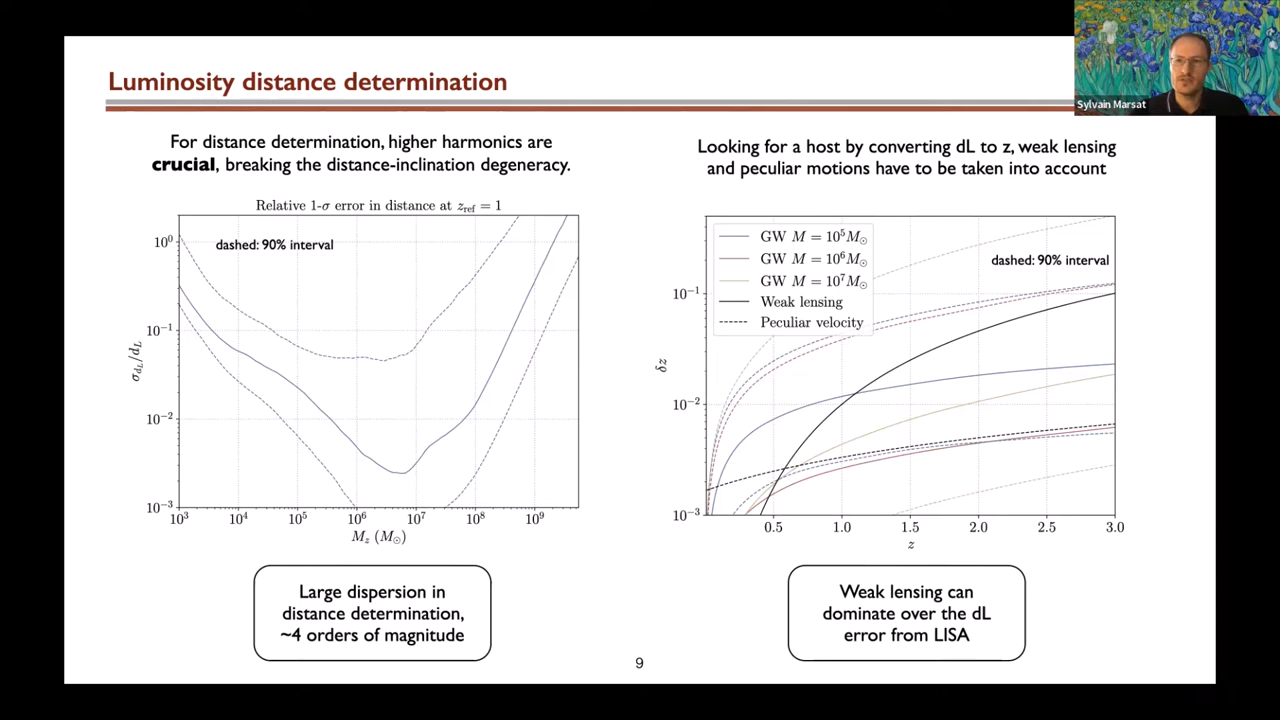 Sylvain Marsat
Luminosity distance determination
For distance determination, higher harmonics are
crucial, breaking the distance-inclination degeneracy.
Relative 1-σ error in distance at z_ref = 1
dashed: 90% interval
10^0
10^-1
10^-2
10^-3
σ_{d_L}/d_L
10^3 10^4 10^5 10^6 10^7 10^8 10^9
M_z (M_⊙)
Large dispersion in
distance determination,
~4 orders of magnitude
Looking for a host by converting dL to z, weak lensing
and peculiar motions have to be taken into account
GW M = 10^5 M_⊙
GW M = 10^6 M_⊙
GW M = 10^7 M_⊙
Weak lensing
Peculiar velocity
dashed: 90% interval
10^-1
10^-2
10^-3
δz
0.5 1.0 1.5 2.0 2.5 3.0
z
Weak lensing can
dominate over the dL
error from LISA
9